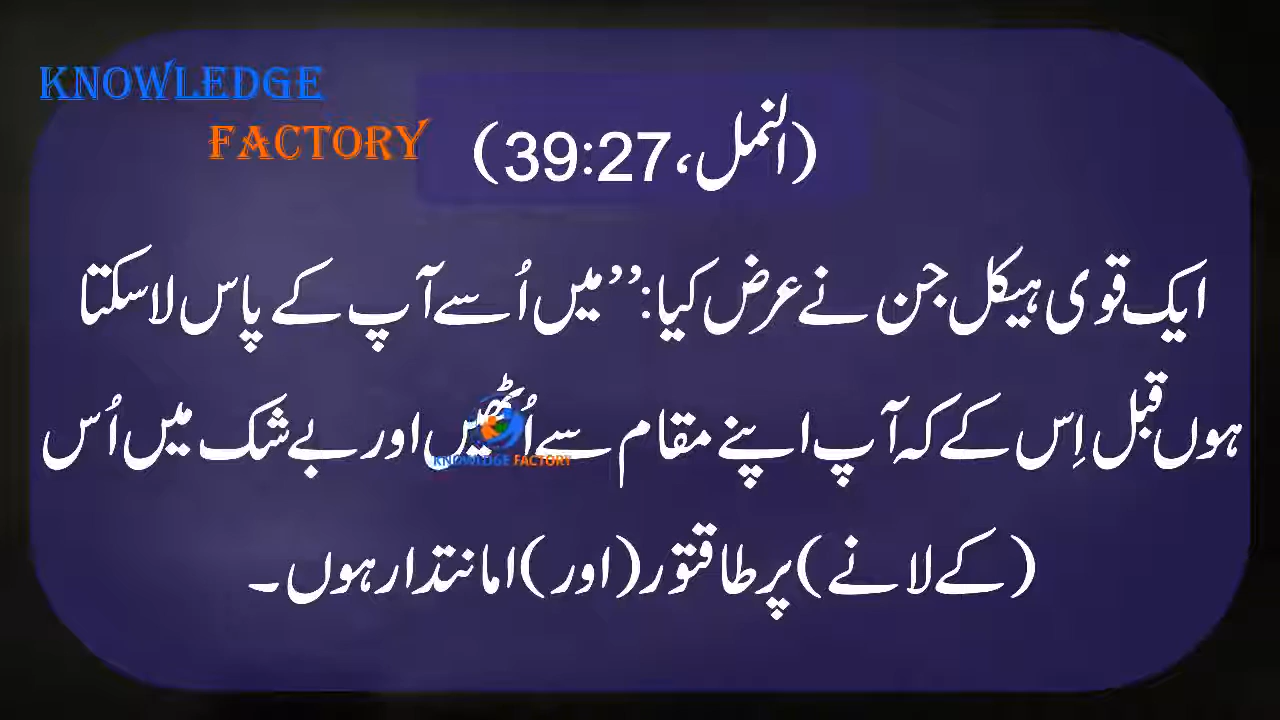 KNOWLEDGE
FACTORY
(النمل، 39:27)
ایک قوی ہیکل جن نے عرض کیا: ’’میں اُسے آپ کے پاس لا سکتا
ہوں قبل اِس کے کہ آپ اپنے مقام سے اُٹھیں اور بے شک میں اُس
(کے لانے) پر طاقتور (اور) امانتدار ہوں۔
KNOWLEDGE FACTORY